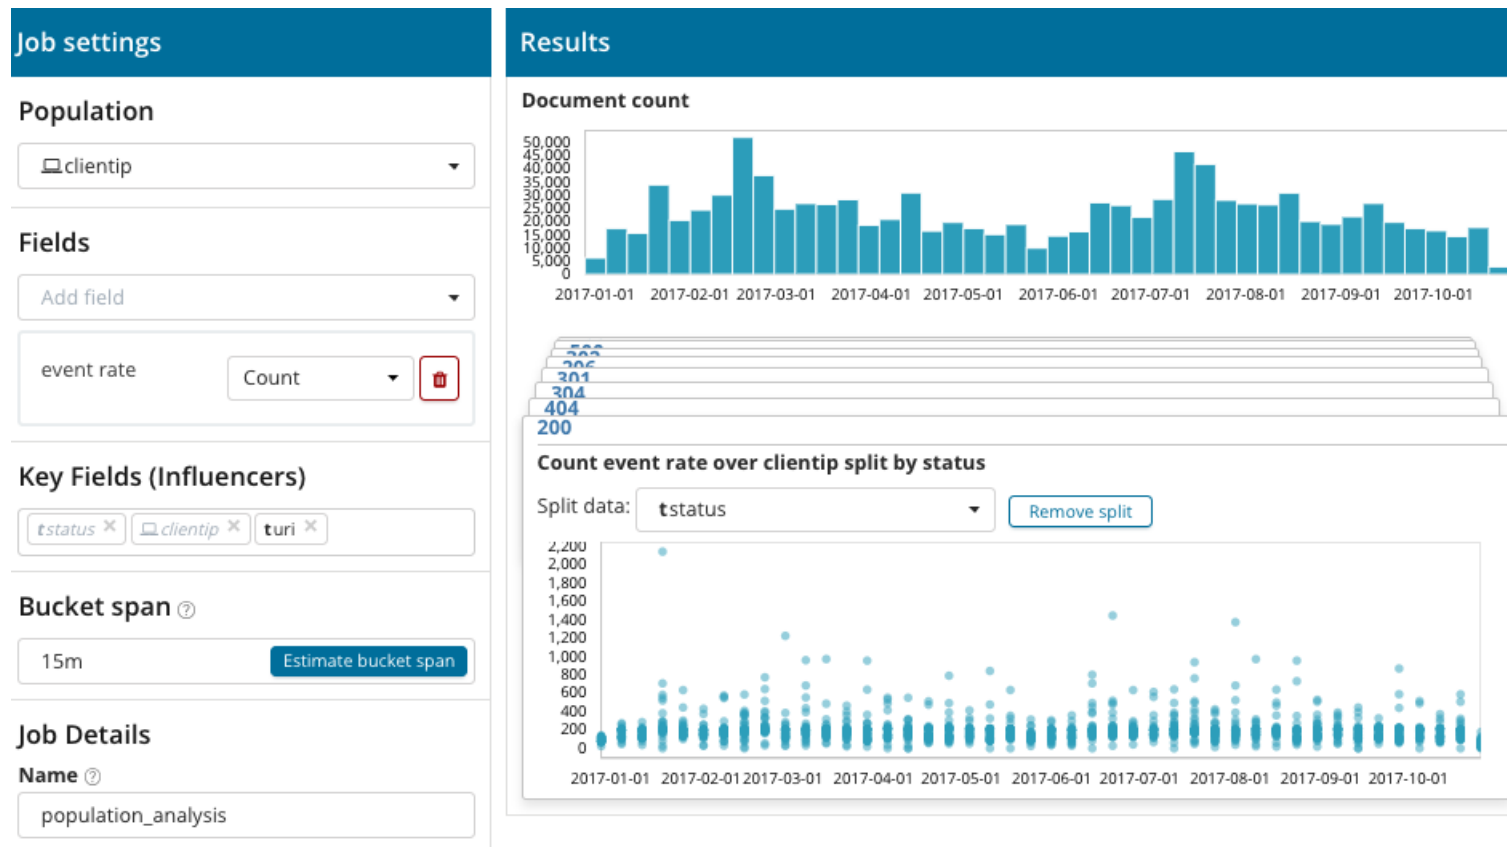 Job settings
Population
clientip
Fields
Add field
event rate
Count
Key Fields (Influencers)
t status × clientip × t uri ×
Bucket span ?
15m
Estimate bucket span
Job Details
Name ?
population_analysis
Results
Document count
50,000
45,000
40,000
35,000
30,000
25,000
20,000
15,000
10,000
5,000
0
2017-01-01 2017-02-01 2017-03-01 2017-04-01 2017-05-01 2017-06-01 2017-07-01 2017-08-01 2017-09-01 2017-10-01
301
304
404
200
Count event rate over clientip split by status
Split data: t status
Remove split
2,200
2,000
1,800
1,600
1,400
1,200
1,000
800
600
400
200
0
2017-01-01 2017-02-01 2017-03-01 2017-04-01 2017-05-01 2017-06-01 2017-07-01 2017-08-01 2017-09-01 2017-10-01